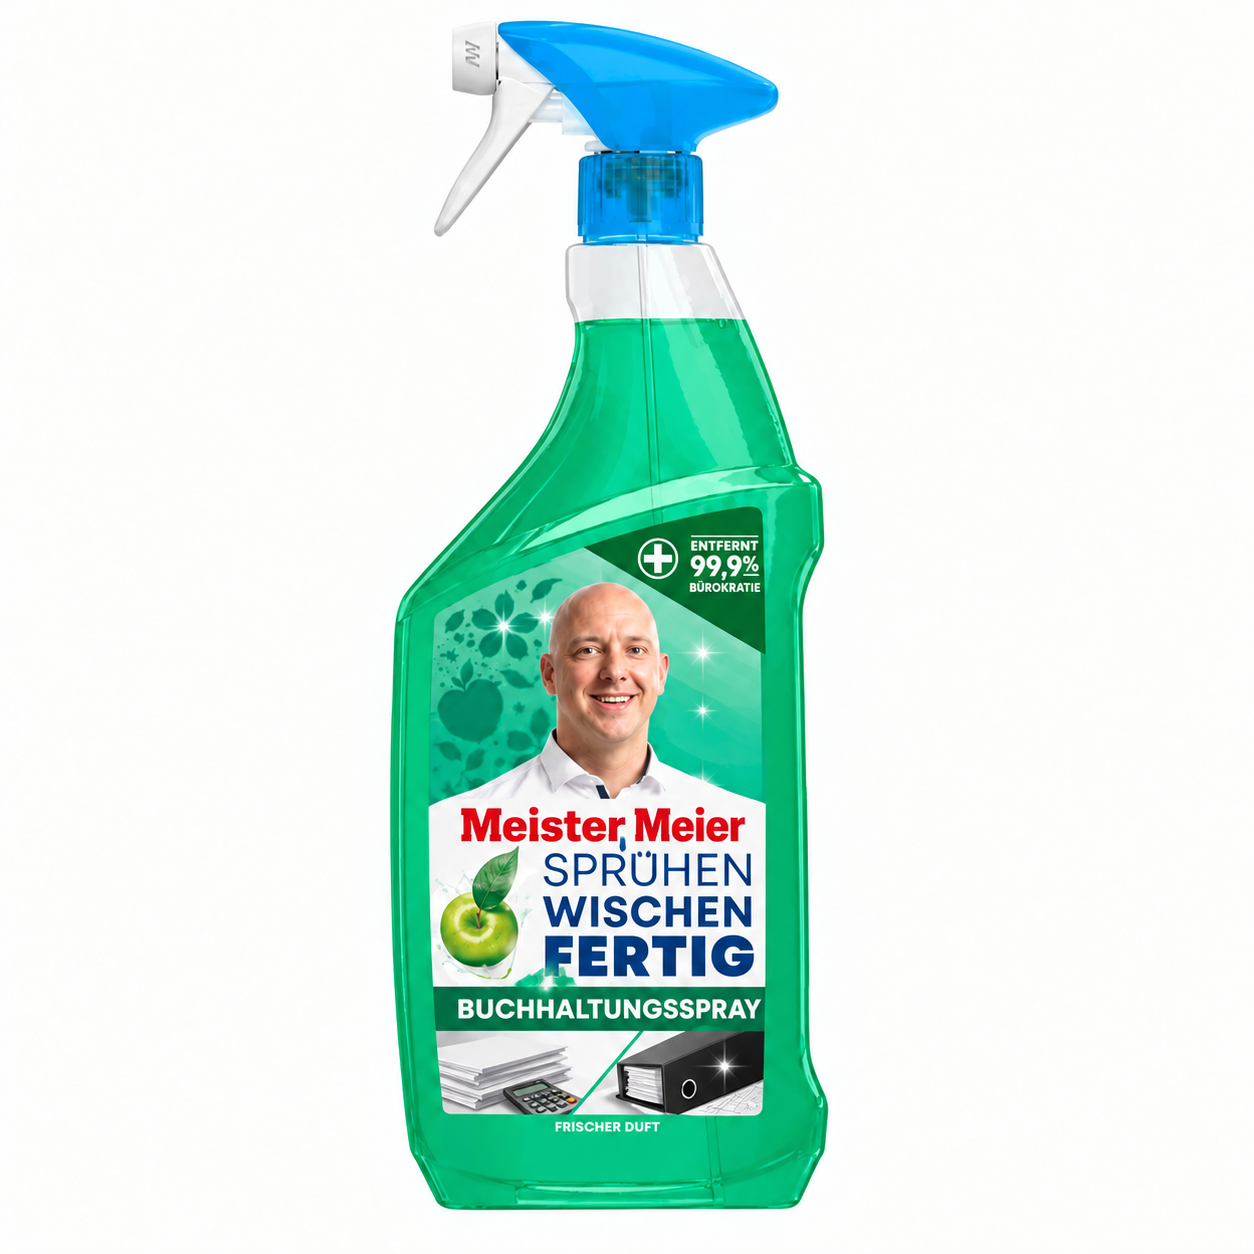 ENTFERNT
99,9%
BÜROKRATIE
Meister Meier
SPRÜHEN
WISCHEN
FERTIG
BUCHHALTUNGSSPRAY
FRISCHER DUFT